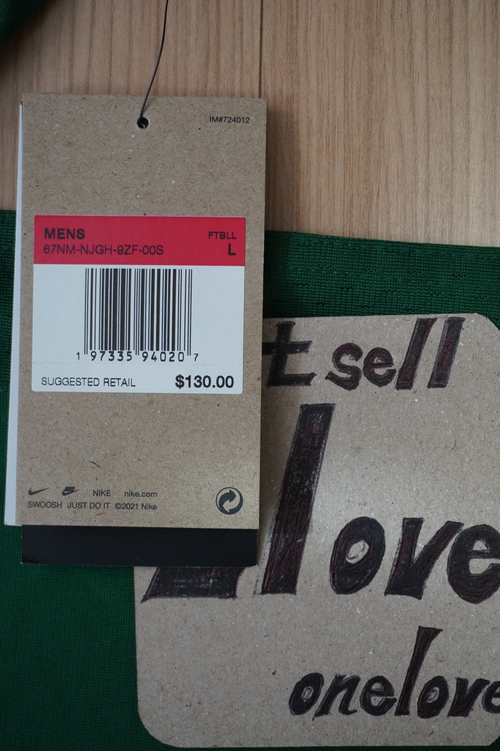 IM#724012
MENS FTBLL
67NM-NJGH-9ZF-00S L
1 97335 94020 7
SUGGESTED RETAIL $130.00
NIKE nike.com
SWOOSH JUST DO IT ©2021 Nike
t sell
love
onelove